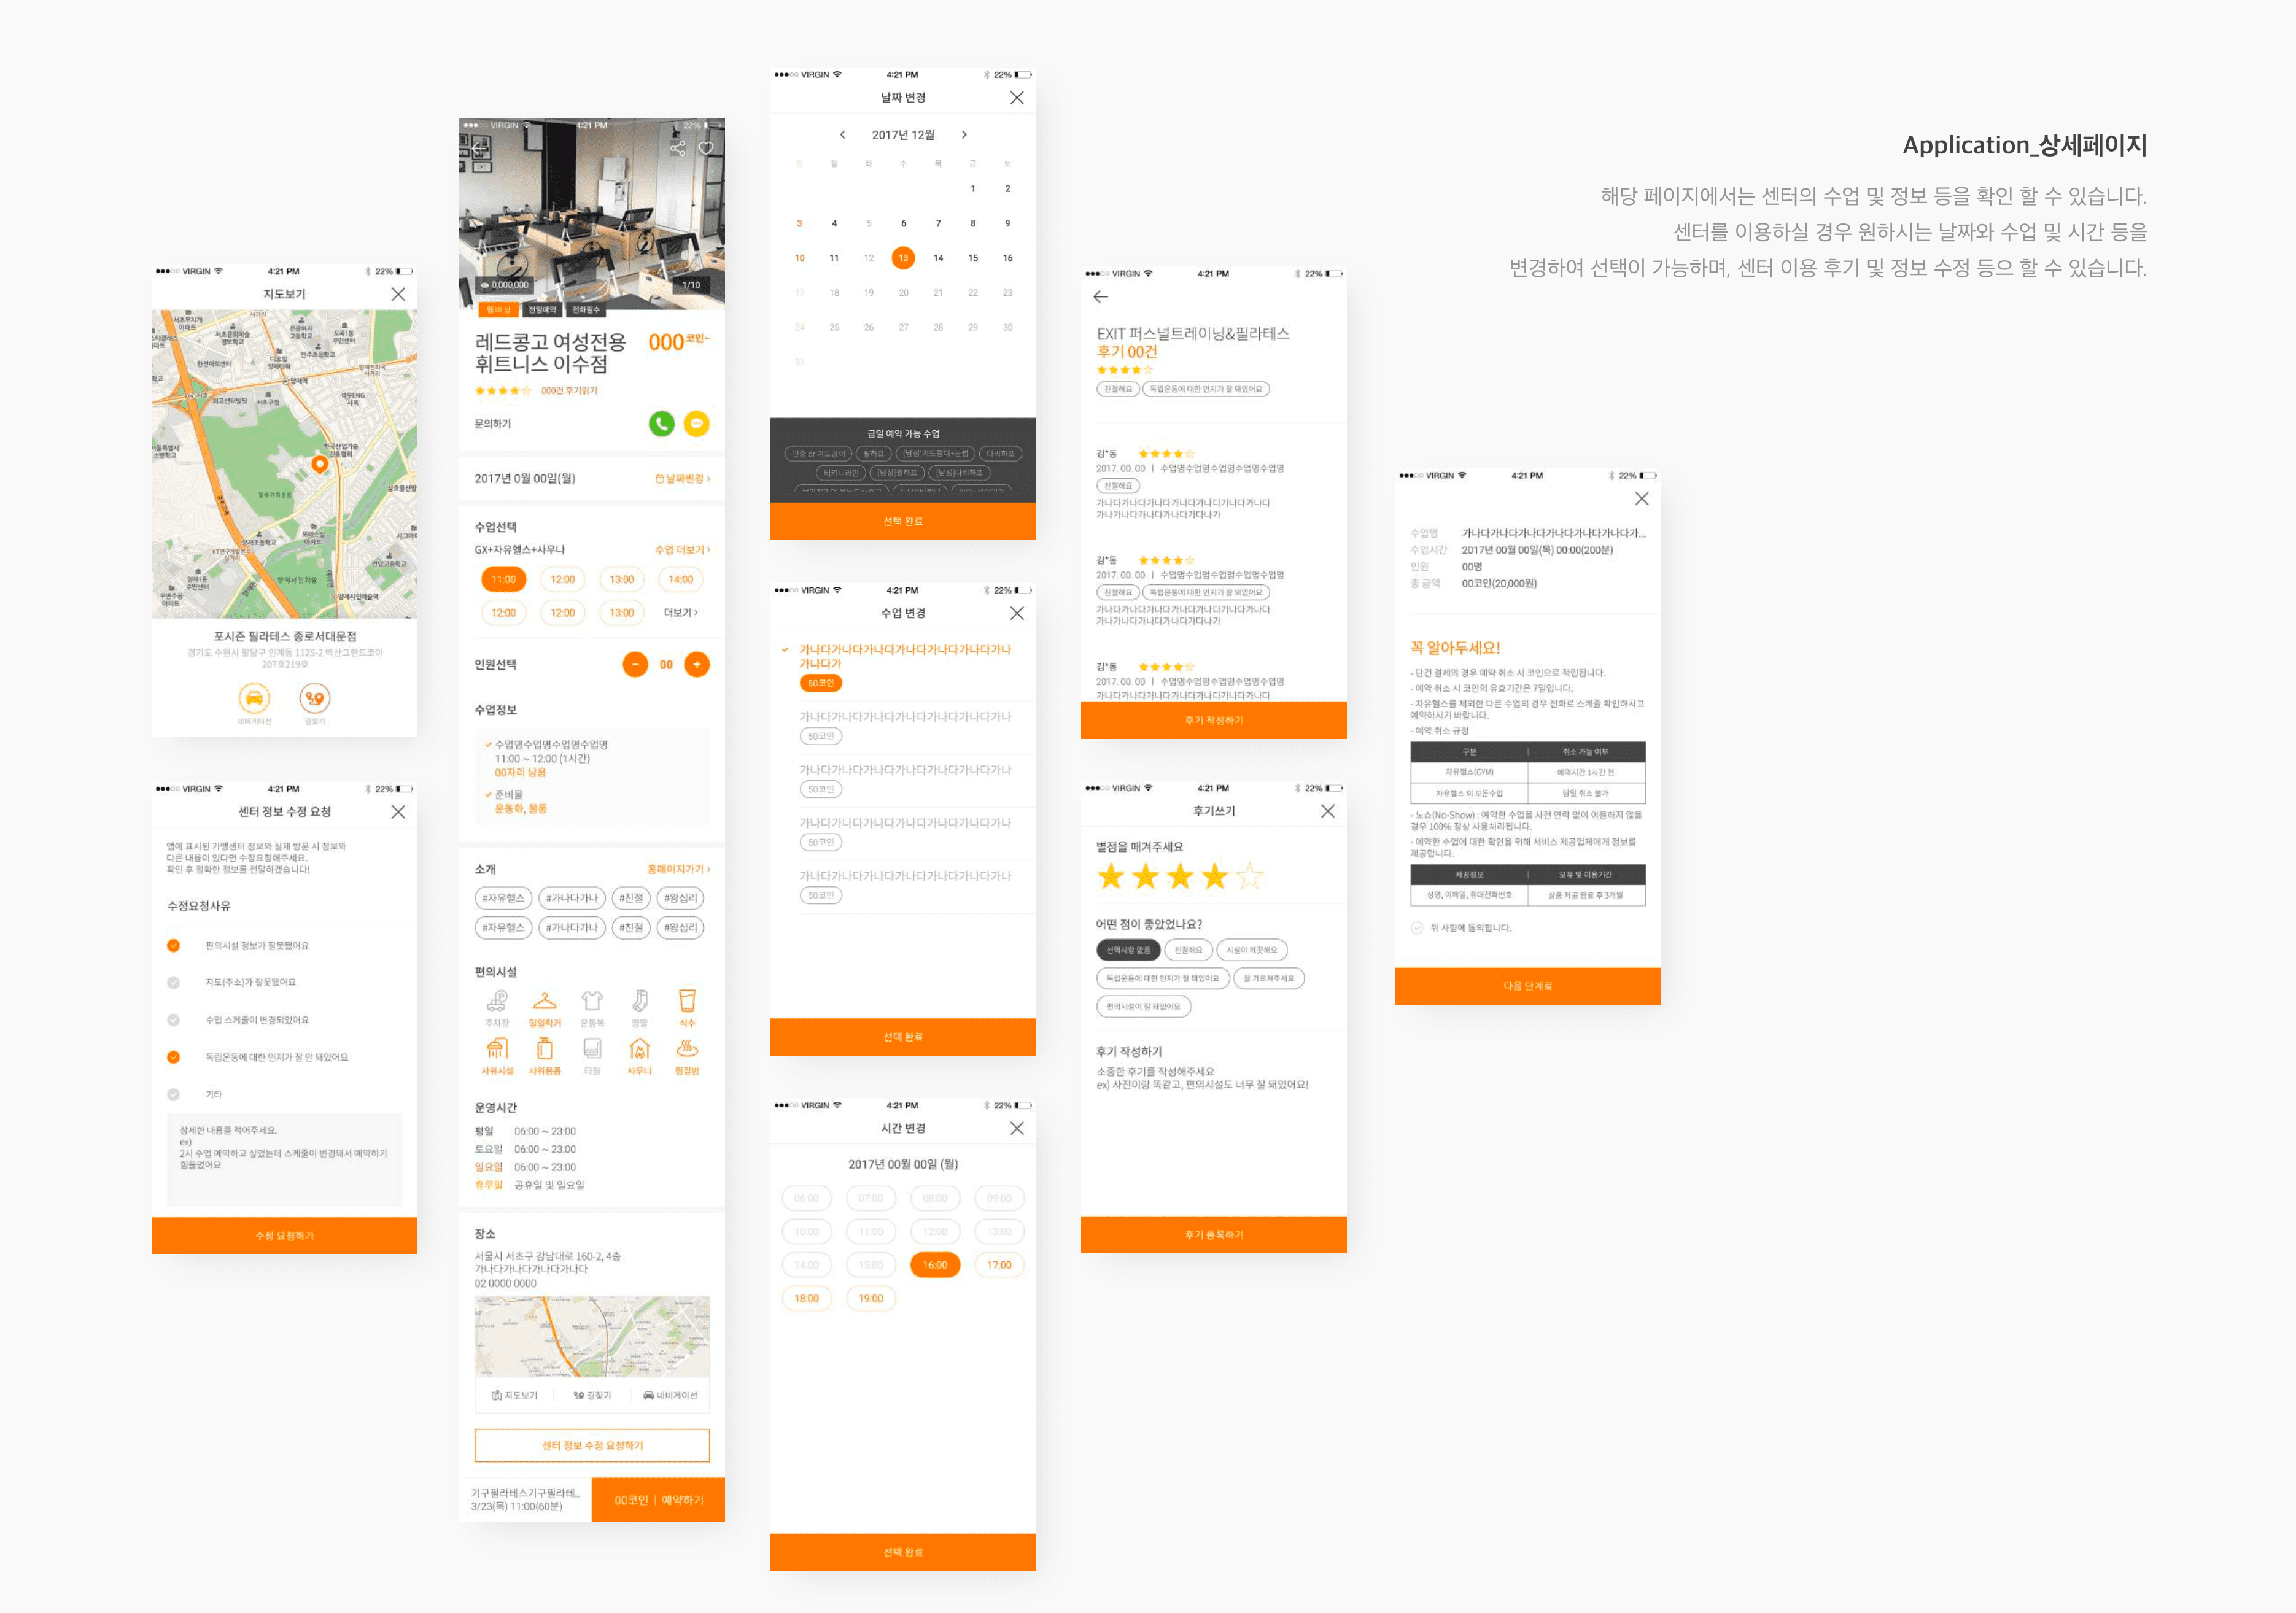 Application_상세페이지
해당 페이지에서는 센터의 수업 및 정보 등을 확인 할 수 있습니다.
센터를 이용하실 경우 원하시는 날짜와 수업 및 시간 등을
변경하여 선택이 가능하며, 센터 이용 후기 및 정보 수정 등으 할 수 있습니다.
VIRGIN 4:21 PM 22%
지도보기
포시즌 필라테스 종로서대문점
경기도 수원시 팔달구 인계동 1125-2 백산그랜드코아
207호219호
네비게이션 길찾기
VIRGIN 4:21 PM 22%
센터 정보 수정 요청
앱에 표시된 가맹센터 정보와 실제 방문 시 정보와
다른 내용이 있다면 수정요청해주세요.
확인 후 정확한 정보를 전달하겠습니다!
수정요청사유
편의시설 정보가 잘못됐어요
지도(주소)가 잘못됐어요
수업 스케줄이 변경되었어요
독립운동에 대한 인지가 잘 안 돼있어요
기타
상세한 내용을 적어주세요.
ex)
2시 수업 예약하고 싶었는데 스케줄이 변경돼서 예약하기
힘들었어요
수정 요청하기
VIRGIN 4:21 PM 22%
0,000,000 1/10
전일예약 전화필수
레드콩고 여성전용 000코인~
휘트니스 이수점
000건 후기읽기
문의하기
2017년 0월 00일(월) 날짜변경 >
수업선택
GX+자유헬스+사우나 수업 더보기 >
11:00 12:00 13:00 14:00
12:00 12:00 13:00 더보기 >
인원선택 - 00 +
수업정보
수업명수업명수업명수업명
11:00 ~ 12:00 (1시간)
00자리 남음
준비물
운동화, 물통
소개 홈페이지가기 >
#자유헬스 #가나다가나 #친절 #왕십리
#자유헬스 #가나다가나 #친절 #왕십리
편의시설
주차장 일일락커 운동복 양말 식수
샤워시설 샤워용품 타월 사우나 찜질방
운영시간
평일 06:00 ~ 23:00
토요일 06:00 ~ 23:00
일요일 06:00 ~ 23:00
휴무일 공휴일 및 일요일
장소
서울시 서초구 강남대로 160-2, 4층
가나다가나다가나다가나다
02 0000 0000
지도보기 길찾기 네비게이션
센터 정보 수정 요청하기
기구필라테스기구필라테...
3/23(목) 11:00(60분)
00코인 | 예약하기
VIRGIN 4:21 PM 22%
날짜 변경
< 2017년 12월 >
일 월 화 수 목 금 토
1 2
3 4 5 6 7 8 9
10 11 12 13 14 15 16
17 18 19 20 21 22 23
24 25 26 27 28 29 30
31
금일 예약 가능 수업
인중 or 겨드랑이 팔하프 [남성]겨드랑이+눈썹 다리하프
비키니라인 [남성]팔하프 [남성]다리하프
선택 완료
VIRGIN 4:21 PM 22%
수업 변경
가나다가나다가나다가나다가나다가나다가나
가나다가
50코인
가나다가나다가나다가나다가나다가나다가나
50코인
가나다가나다가나다가나다가나다가나다가나
50코인
가나다가나다가나다가나다가나다가나다가나
50코인
가나다가나다가나다가나다가나다가나다가나
50코인
선택 완료
VIRGIN 4:21 PM 22%
시간 변경
2017년 00월 00일 (월)
06:00 07:00 08:00 09:00
10:00 11:00 12:00 13:00
14:00 15:00 16:00 17:00
18:00 19:00
선택 완료
VIRGIN 4:21 PM 22%
EXIT 퍼스널트레이닝&필라테스
후기 00건
친절해요 독립운동에 대한 인지가 잘 돼있어요
김*동
2017. 00. 00 | 수업명수업명수업명수업명수업명
친절해요
가나다가나다가나다가나다가나다가나다가나다
가나가나다가나다가나다가다나가
김*동
2017. 00. 00 | 수업명수업명수업명수업명수업명
친절해요 독립운동에 대한 인지가 잘 돼있어요
가나다가나다가나다가나다가나다가나다가나다
가나가나다가나다가나다가다나가
김*동
2017. 00. 00 | 수업명수업명수업명수업명수업명
가나다가나다가나다가나다가나다가나다가나다
후기 작성하기
VIRGIN 4:21 PM 22%
후기쓰기
별점을 매겨주세요
어떤 점이 좋았었나요?
선택사항 없음 친절해요 시설이 깨끗해요
독립운동에 대한 인지가 잘 돼있어요 잘 가르쳐주세요
편의시설이 잘 돼있어요
후기 작성하기
소중한 후기를 작성해주세요
ex) 사진이랑 똑같고, 편의시설도 너무 잘 돼있어요!
후기 등록하기
VIRGIN 4:21 PM 22%
수업명 가나다가나다가나다가나다가나다가나다가...
수업시간 2017년 00월 00일(목) 00:00(200분)
인원 00명
총 금액 00코인(20,000원)
꼭 알아두세요!
- 단건 결제의 경우 예약 취소 시 코인으로 적립됩니다.
- 예약 취소 시 코인의 유효기간은 7일입니다.
- 자유헬스를 제외한 다른 수업의 경우 전화로 스케줄 확인하시고
예약하시기 바랍니다.
- 예약 취소 규정
구분 | 취소 가능 여부
자유헬스(GYM) 예약시간 1시간 전
자유헬스 외 모든수업 당일 취소 불가
- 노쇼(No-Show) : 예약한 수업을 사전 연락 없이 이용하지 않을
경우 100% 정상 사용처리됩니다.
- 예약한 수업에 대한 확인을 위해 서비스 제공업체에게 정보를
제공합니다.
제공정보 | 보유 및 이용기간
성명, 이메일, 휴대전화번호 상품 제공 완료 후 3개월
위 사항에 동의합니다.
다음 단계로